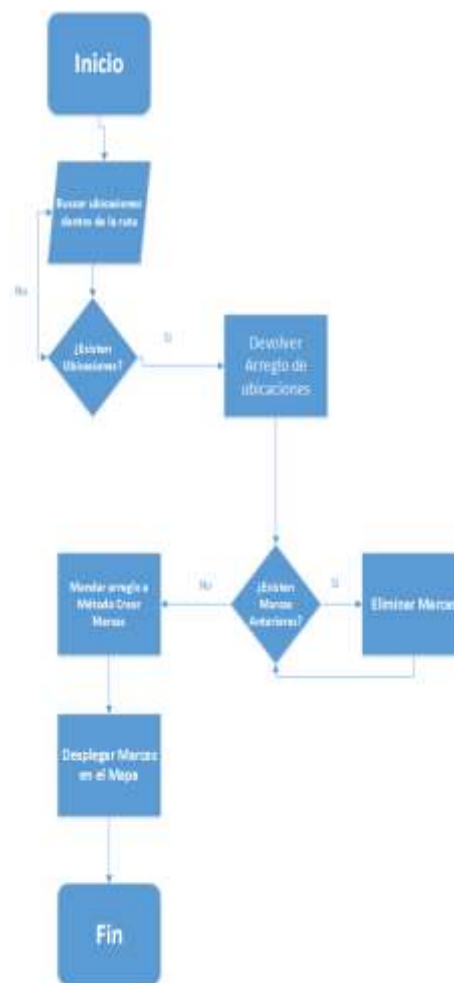 Inicio
Buscar ubicaciones
dentro de la ruta
No
¿Existen
Ubicaciones?
Si
Devolver
Arreglo de
ubicaciones
Mandar arreglo a
Método Crear
Marcas
No
¿Existen
Marcas
Anteriores?
Si
Eliminar Marcas
Desplegar Marcas
en el Mapa
Fin